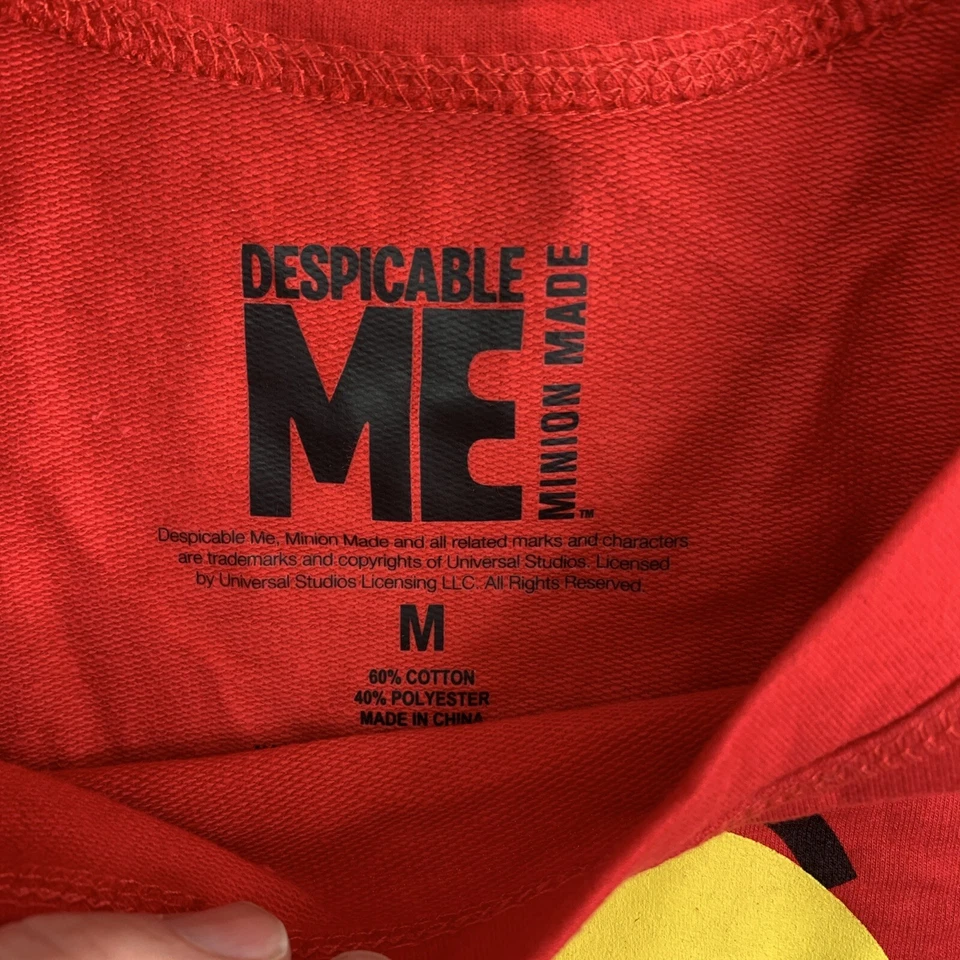 DESPICABLE
ME
MINION MADE
™
Despicable Me, Minion Made and all related marks and characters
are trademarks and copyrights of Universal Studios. Licensed
by Universal Studios Licensing LLC. All Rights Reserved.
M
60% COTTON
40% POLYESTER
MADE IN CHINA